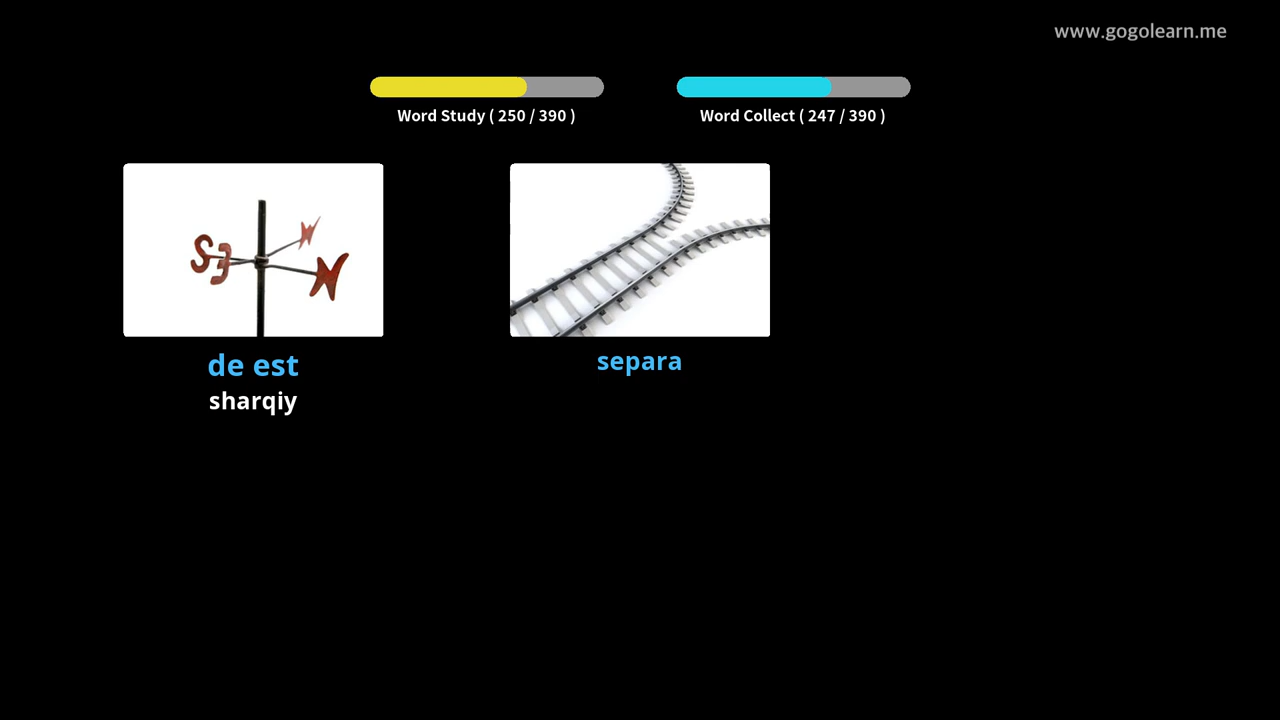 www.gogolearn.me
Word Study ( 250 / 390 )
Word Collect ( 247 / 390 )
S E N
de est
sharqiy
separa